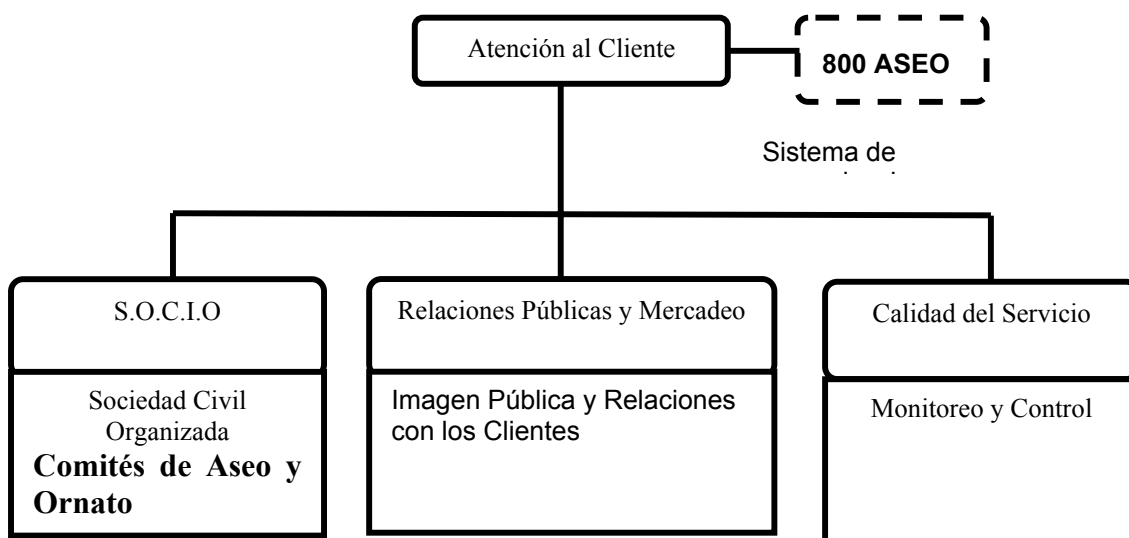 Atención al Cliente
800 ASEO
Sistema de
S.O.C.I.O
Relaciones Públicas y Mercadeo
Calidad del Servicio
Sociedad Civil
Organizada
Comités de Aseo y
Ornato
Imagen Pública y Relaciones
con los Clientes
Monitoreo y Control